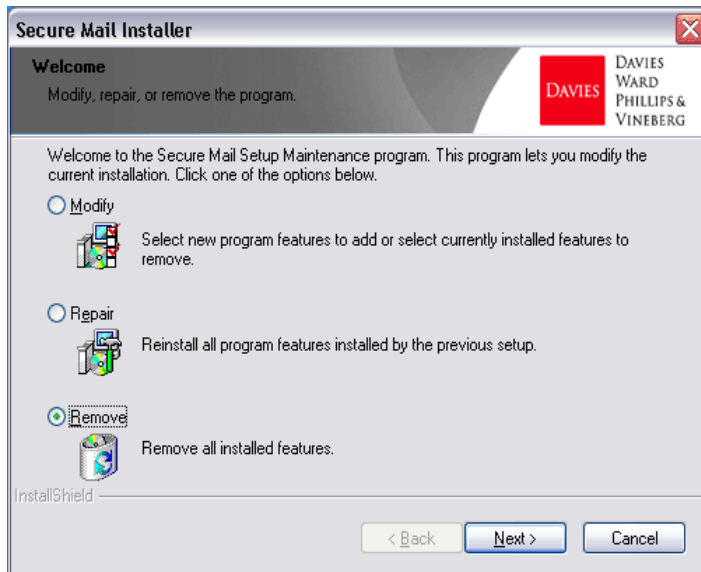 Secure Mail Installer
Welcome
Modify, repair, or remove the program.
DAVIES
DAVIES
WARD
PHILLIPS &
VINEBERG
Welcome to the Secure Mail Setup Maintenance program. This program lets you modify the
current installation. Click one of the options below.
Modify
Select new program features to add or select currently installed features to
remove.
Repair
Reinstall all program features installed by the previous setup.
Remove
Remove all installed features.
InstallShield
< Back
Next >
Cancel